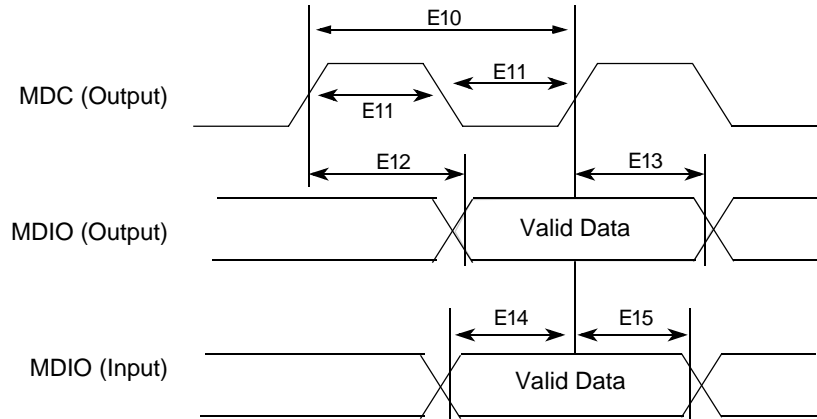 E10
MDC (Output)
E11
E11
E12
E13
MDIO (Output)
Valid Data
E14
E15
MDIO (Input)
Valid Data